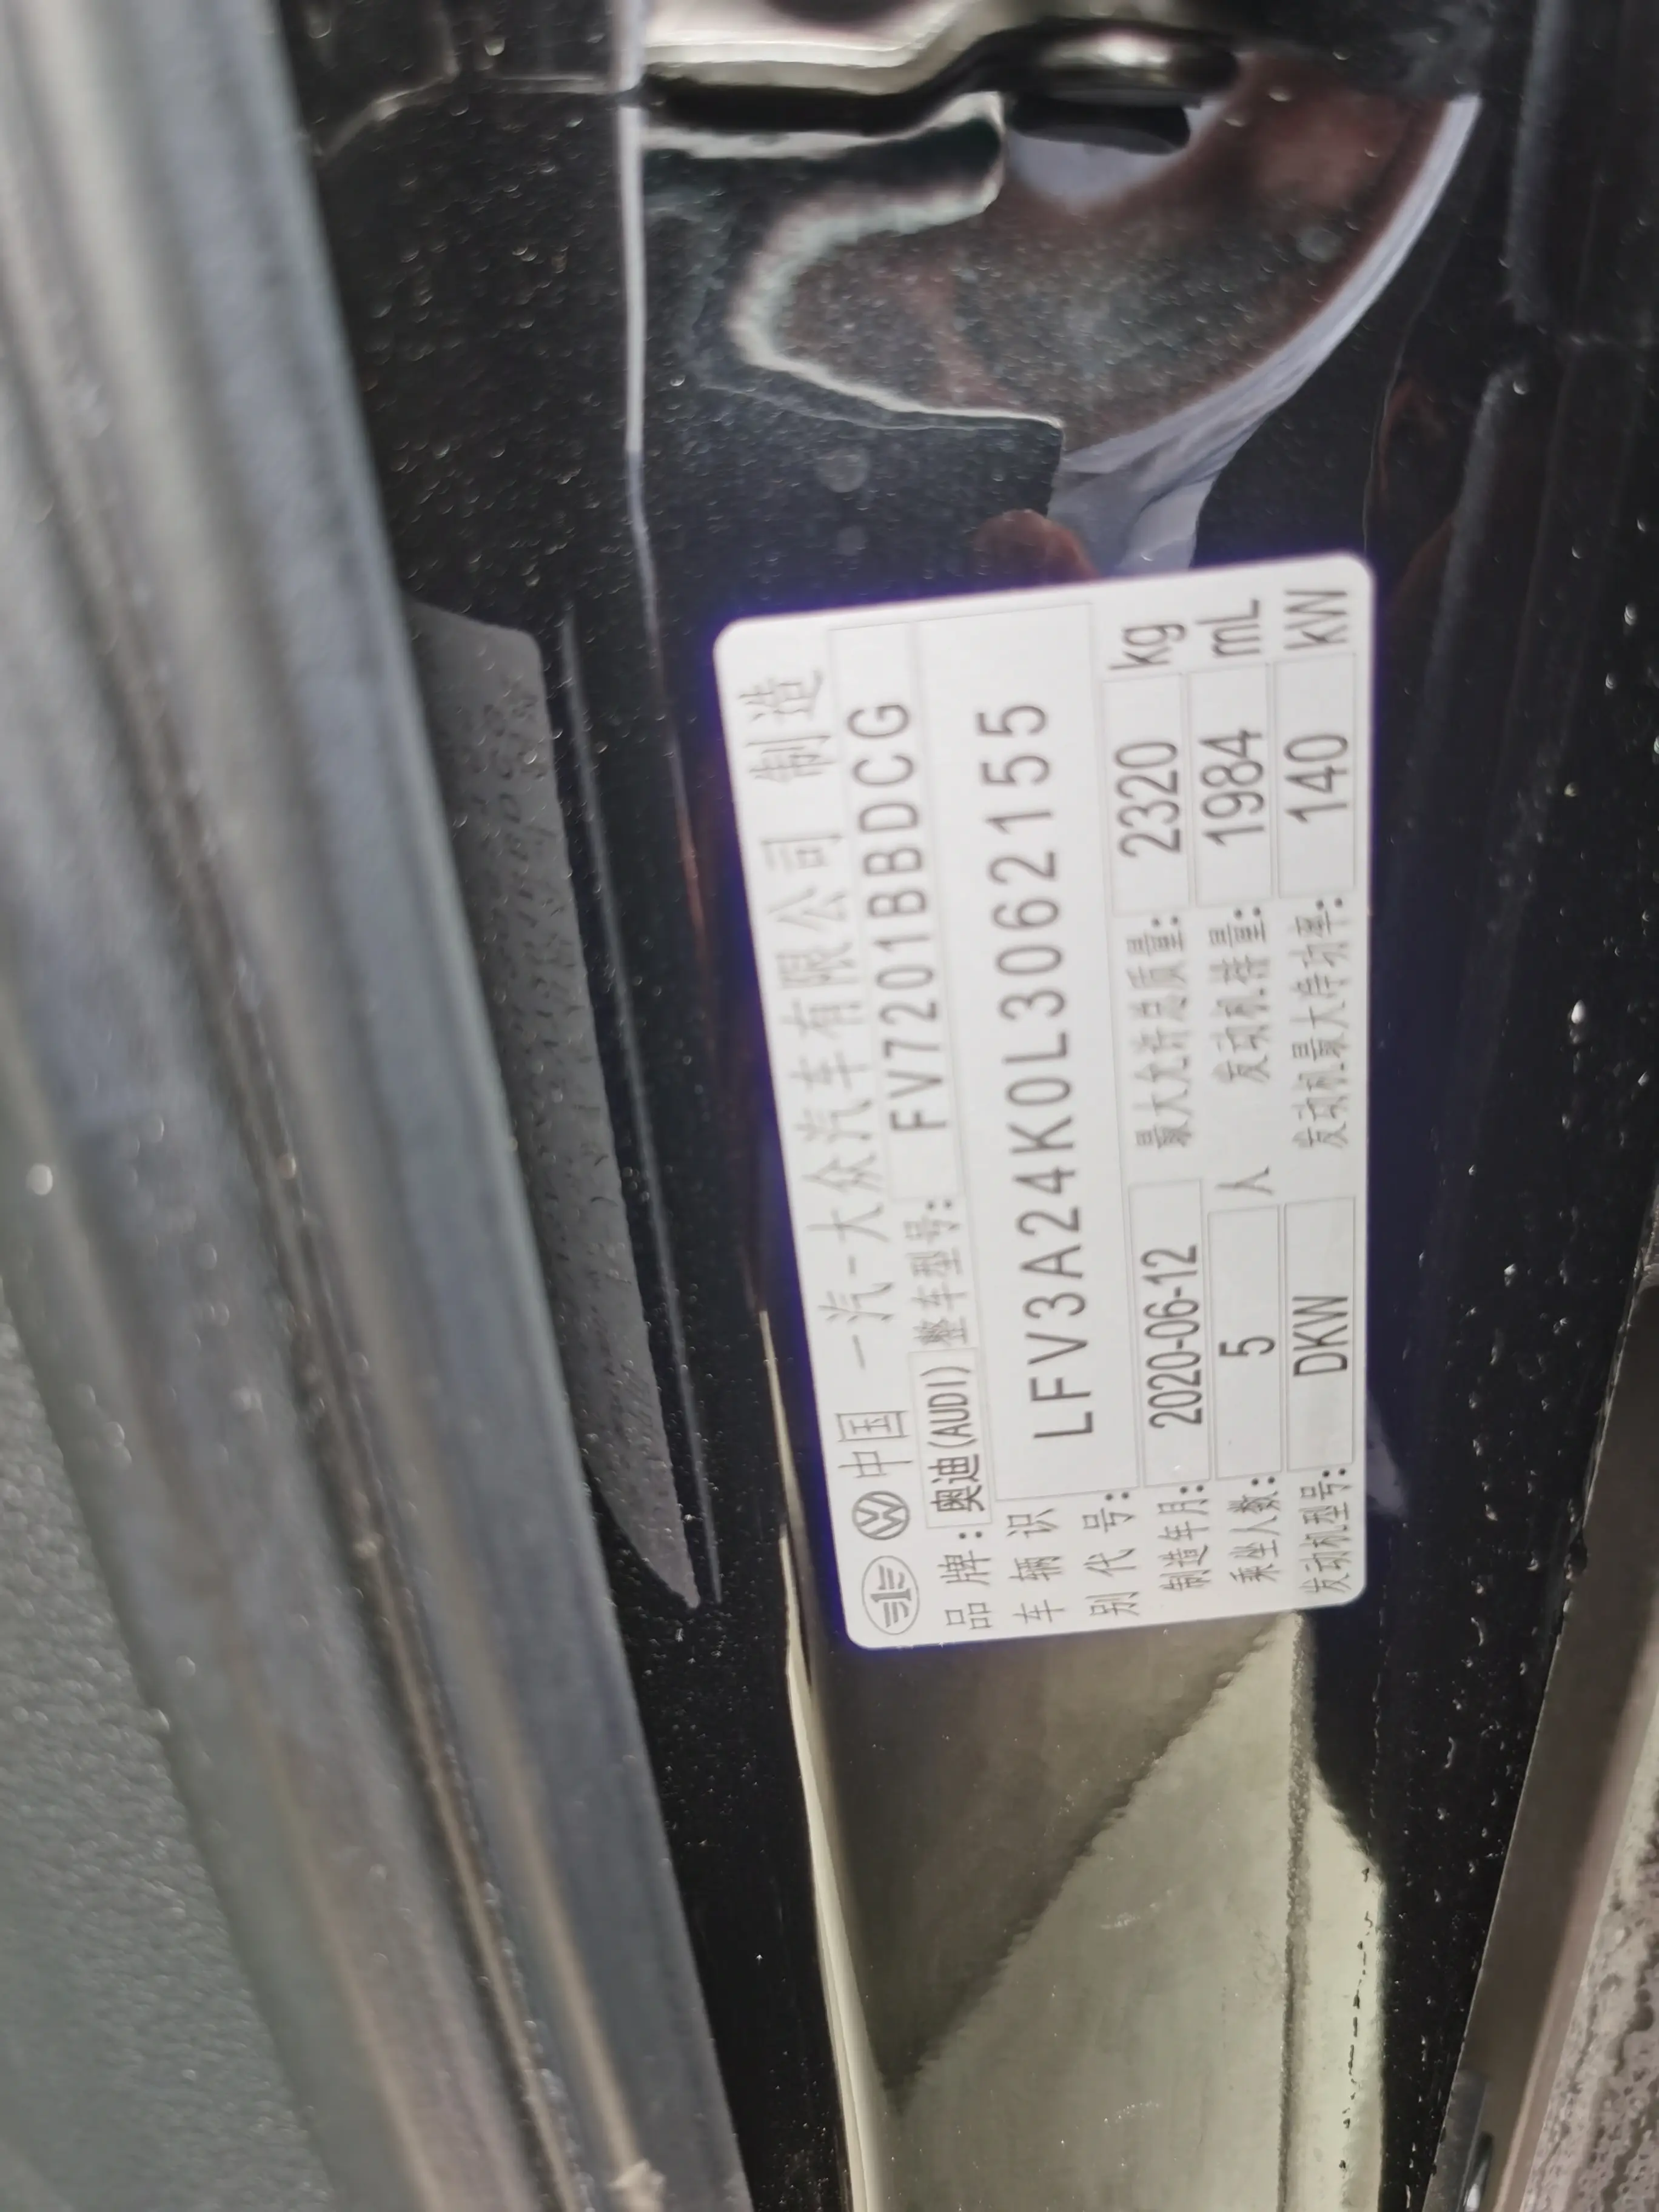 中国 一汽-大众汽车有限公司 制造
品牌: 奥迪(AUDI) 整车型号: FV7201BBDCG
车辆识别代号: LFV3A24K0L3062155
制造年月: 2020-06-12 最大允许总质量: 2320 kg
乘坐人数: 5 人 发动机排量: 1984 mL
发动机型号: DKW 发动机最大净功率: 140 kW